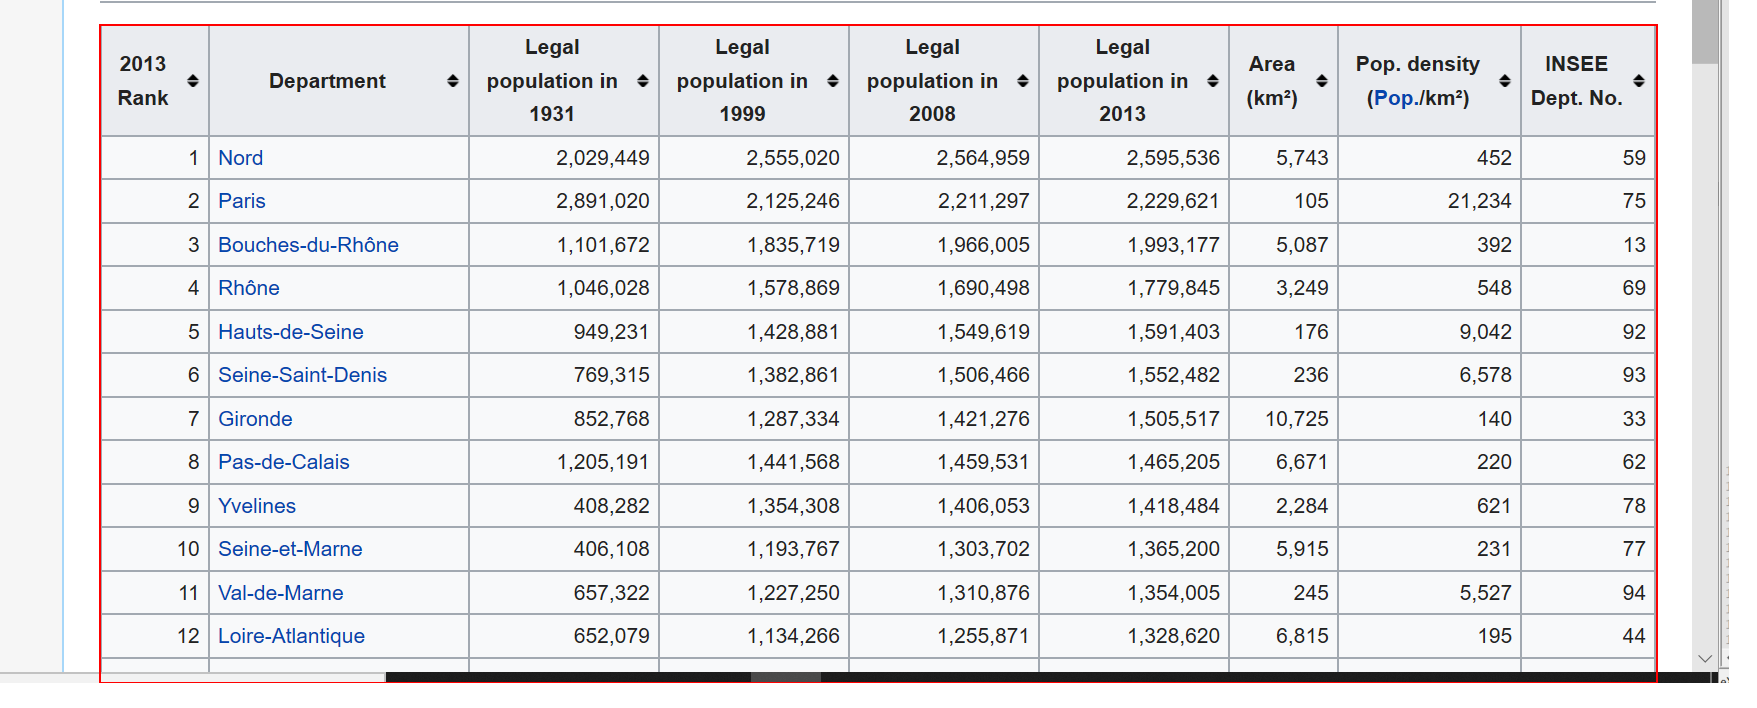 2013 Rank Department Legal population in 1931 Legal population in 1999 Legal population in 2008 Legal population in 2013 Area (km²) Pop. density (Pop./km²) INSEE Dept. No.
1 Nord 2,029,449 2,555,020 2,564,959 2,595,536 5,743 452 59
2 Paris 2,891,020 2,125,246 2,211,297 2,229,621 105 21,234 75
3 Bouches-du-Rhône 1,101,672 1,835,719 1,966,005 1,993,177 5,087 392 13
4 Rhône 1,046,028 1,578,869 1,690,498 1,779,845 3,249 548 69
5 Hauts-de-Seine 949,231 1,428,881 1,549,619 1,591,403 176 9,042 92
6 Seine-Saint-Denis 769,315 1,382,861 1,506,466 1,552,482 236 6,578 93
7 Gironde 852,768 1,287,334 1,421,276 1,505,517 10,725 140 33
8 Pas-de-Calais 1,205,191 1,441,568 1,459,531 1,465,205 6,671 220 62
9 Yvelines 408,282 1,354,308 1,406,053 1,418,484 2,284 621 78
10 Seine-et-Marne 406,108 1,193,767 1,303,702 1,365,200 5,915 231 77
11 Val-de-Marne 657,322 1,227,250 1,310,876 1,354,005 245 5,527 94
12 Loire-Atlantique 652,079 1,134,266 1,255,871 1,328,620 6,815 195 44